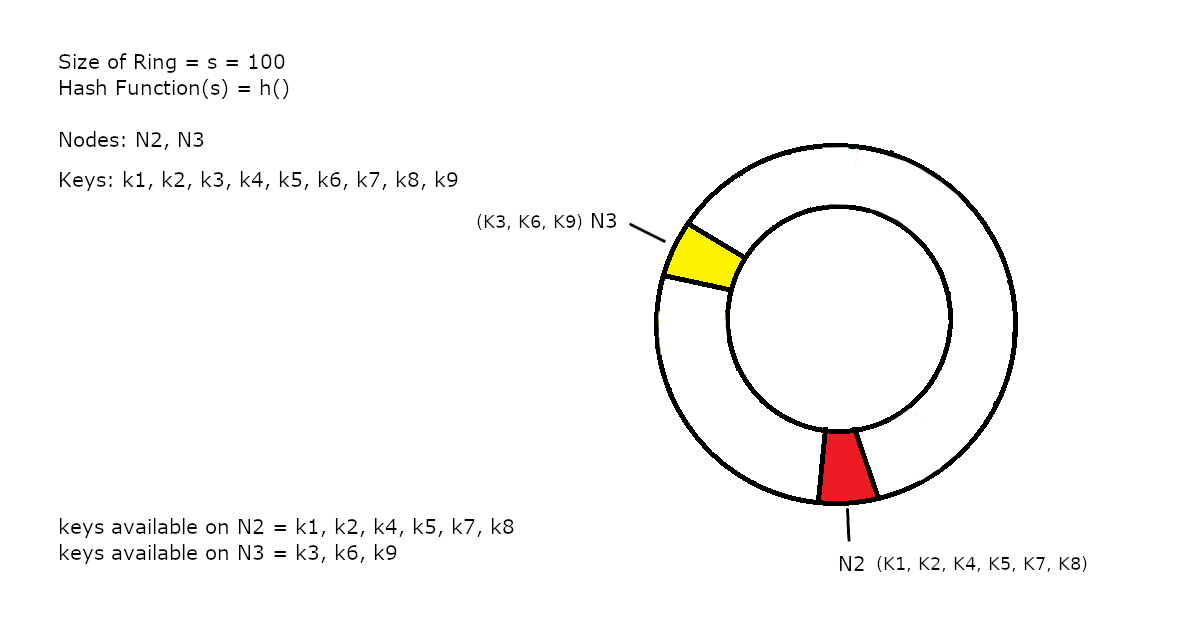 Size of Ring = s = 100
Hash Function(s) = h()
Nodes: N2, N3
Keys: k1, k2, k3, k4, k5, k6, k7, k8, k9
(K3, K6, K9) N3
keys available on N2 = k1, k2, k4, k5, k7, k8
keys available on N3 = k3, k6, k9
N2 (K1, K2, K4, K5, K7, K8)